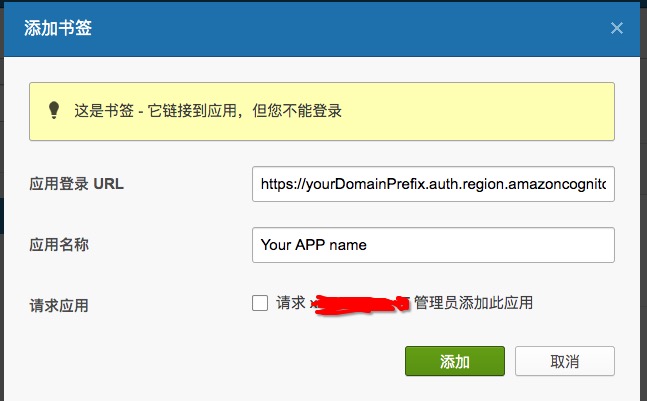 添加书签
这是书签 - 它链接到应用，但您不能登录
应用登录 URL
https://yourDomainPrefix.auth.region.amazoncognito
应用名称
Your APP name
请求应用
请求 管理员添加此应用
添加
取消